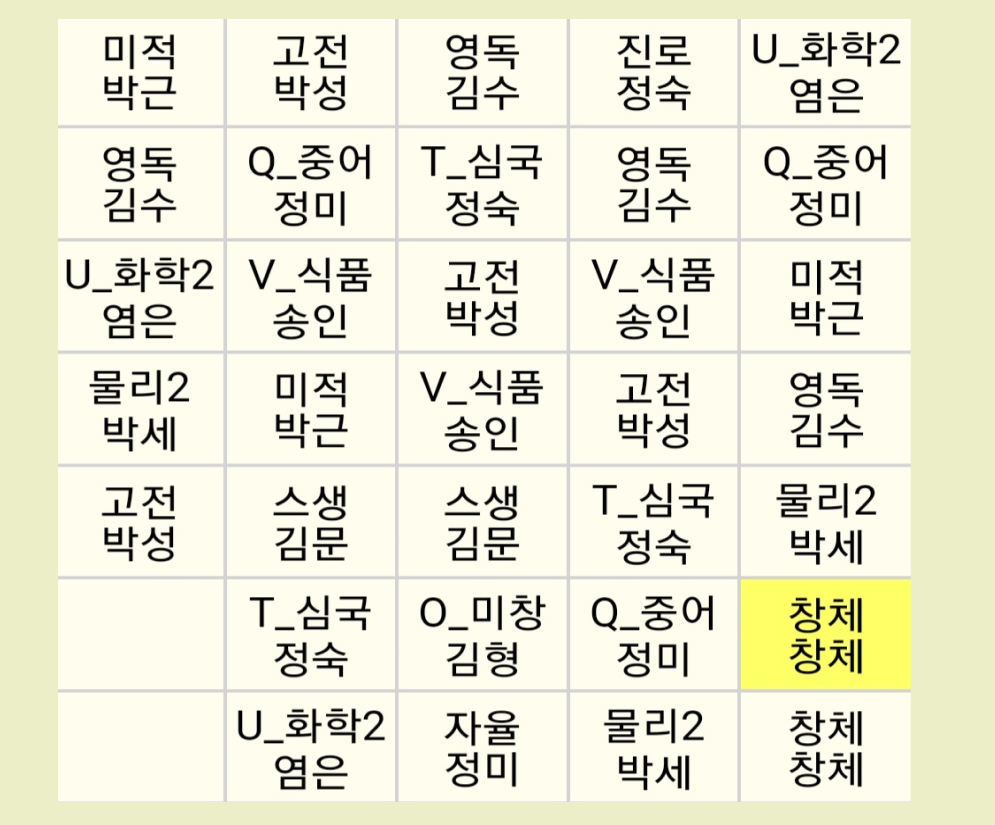 미적 고전 영독 진로 U_화학2
박근 박성 김수 정숙 염은
영독 Q_중어 T_심국 영독 Q_중어
김수 정미 정숙 김수 정미
U_화학2 V_식품 고전 V_식품 미적
염은 송인 박성 송인 박근
물리2 미적 V_식품 고전 영독
박세 박근 송인 박성 김수
고전 스생 스생 T_심국 물리2
박성 김문 김문 정숙 박세
T_심국 O_미창 Q_중어 창체
정숙 김형 정미 창체
U_화학2 자율 물리2 창체
염은 정미 박세 창체